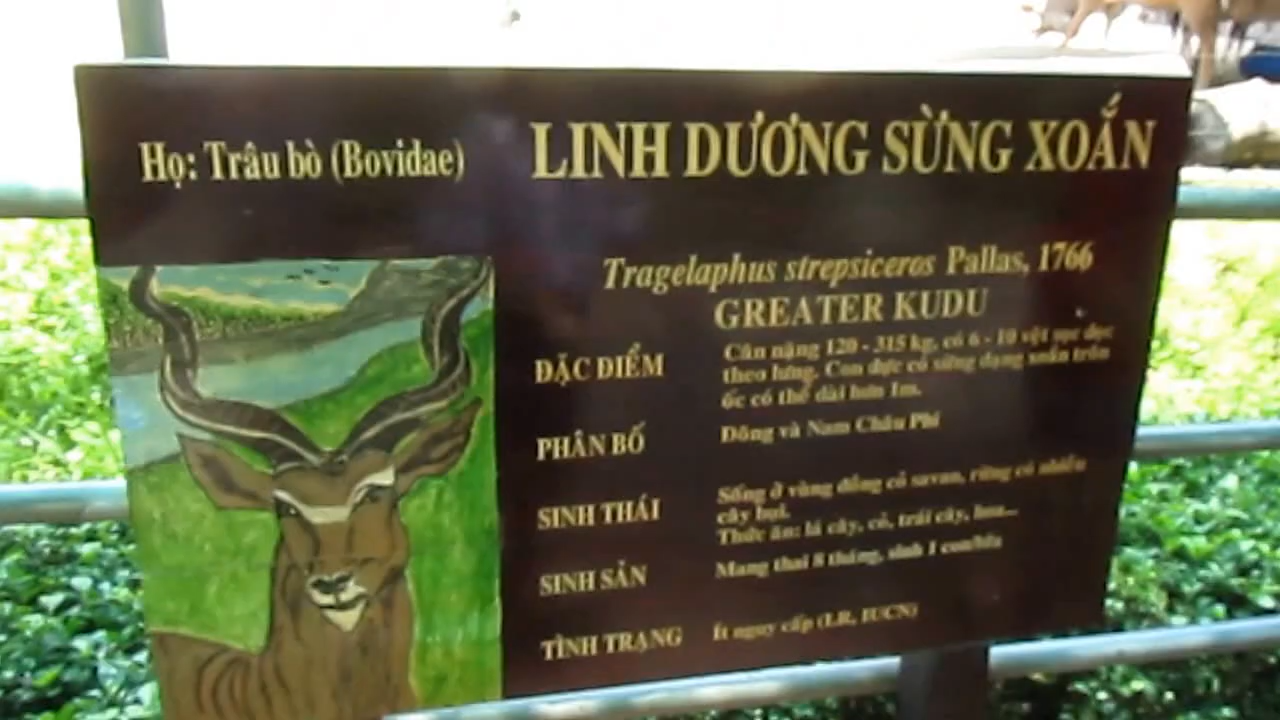 Họ: Trâu bò (Bovidae)
LINH DƯƠNG SỪNG XOẮN
Tragelaphus strepsiceros Pallas, 1766
GREATER KUDU
ĐẶC ĐIỂM
Cân nặng 120 - 315 kg, có 6 - 10 vệt sọc dọc
theo lưng. Con đực có sừng dạng xoắn trôn
ốc có thể dài hơn 1m.
PHÂN BỐ
Đông và Nam Châu Phi
SINH THÁI
Sống ở vùng đồng cỏ savan, rừng có nhiều
cây bụi.
Thức ăn: lá cây, cỏ, trái cây, hoa...
SINH SẢN
Mang thai 8 tháng, sinh 1 con/lứa
TÌNH TRẠNG
Ít nguy cấp (LR, IUCN)